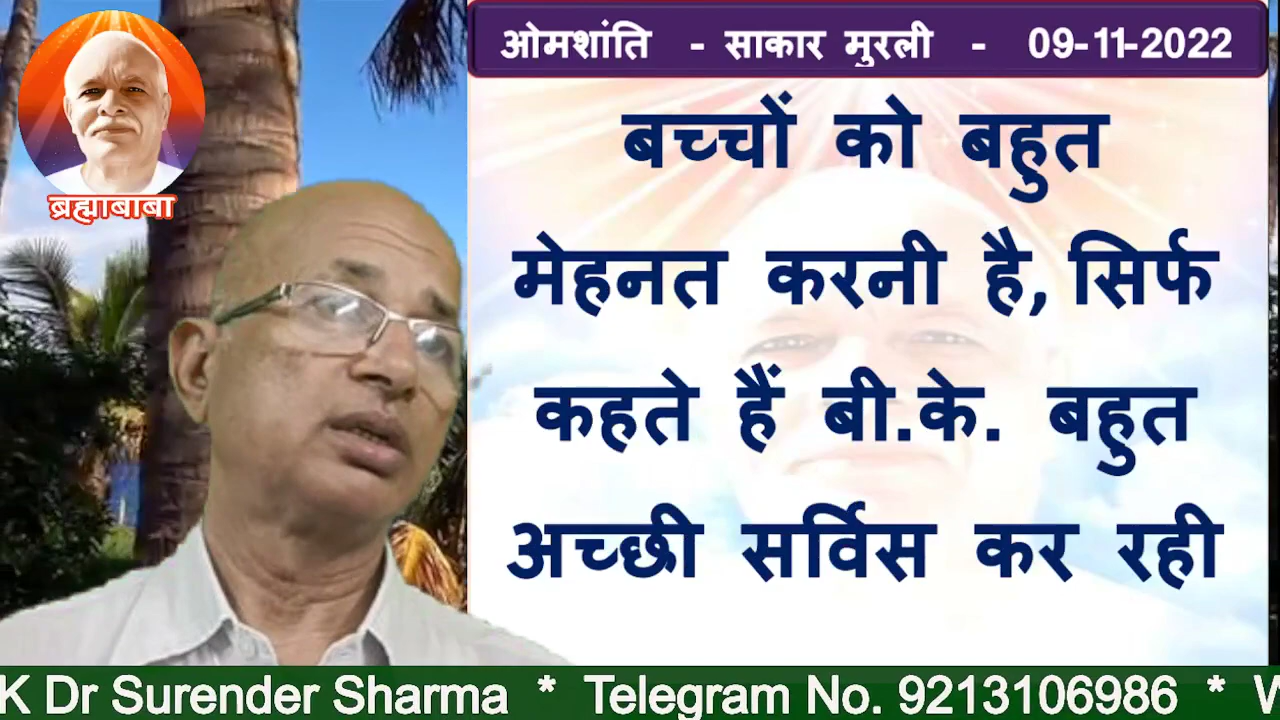 ओमशांति - साकार मुरली - 09-11-2022
ब्रह्माबाबा
बच्चों को बहुत
मेहनत करनी है, सिर्फ
कहते हैं बी.के. बहुत
अच्छी सर्विस कर रही
K Dr Surender Sharma * Telegram No. 9213106986 *